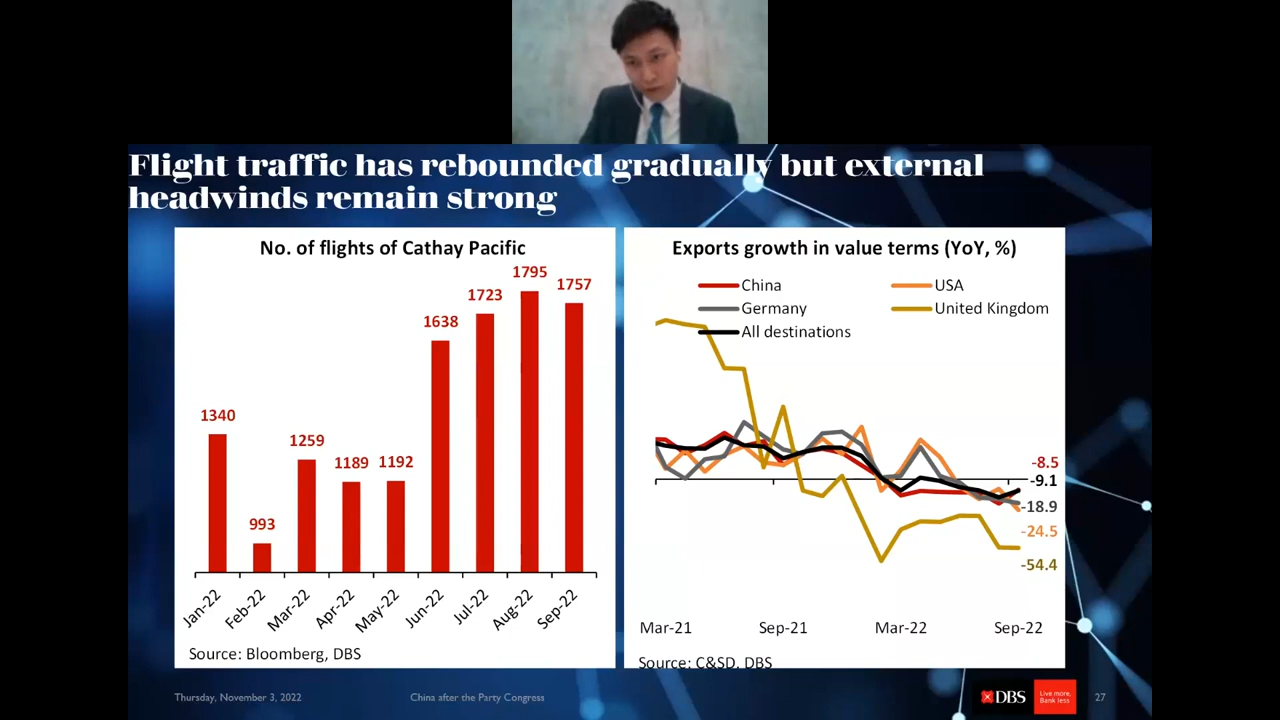 Flight traffic has rebounded gradually but external
headwinds remain strong
No. of flights of Cathay Pacific
1340
993
1259
1189
1192
1638
1723
1795
1757
Jan-22
Feb-22
Mar-22
Apr-22
May-22
Jun-22
Jul-22
Aug-22
Sep-22
Source: Bloomberg, DBS
Exports growth in value terms (YoY, %)
China
USA
Germany
United Kingdom
All destinations
-8.5
-9.1
-18.9
-24.5
-54.4
Mar-21
Sep-21
Mar-22
Sep-22
Source: C&SD, DBS
Thursday, November 3, 2022
China after the Party Congress
DBS
Live more,
Bank less
27